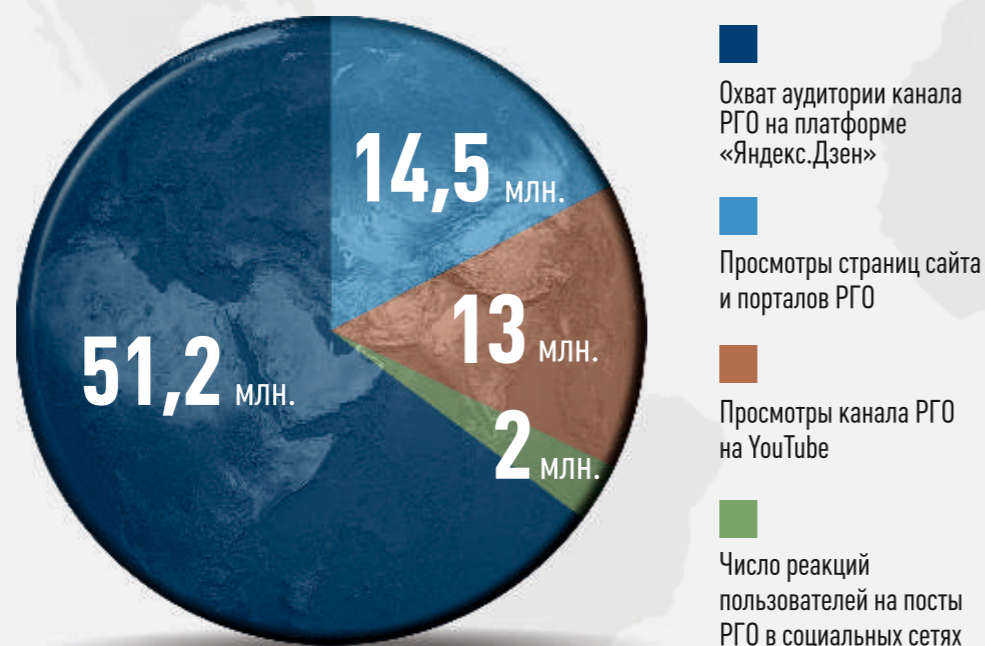 14,5 млн.
13 млн.
51,2 млн.
2 млн.
Охват аудитории канала
РГО на платформе
«Яндекс.Дзен»
Просмотры страниц сайта
и порталов РГО
Просмотры канала РГО
на YouTube
Число реакций
пользователей на посты
РГО в социальных сетях